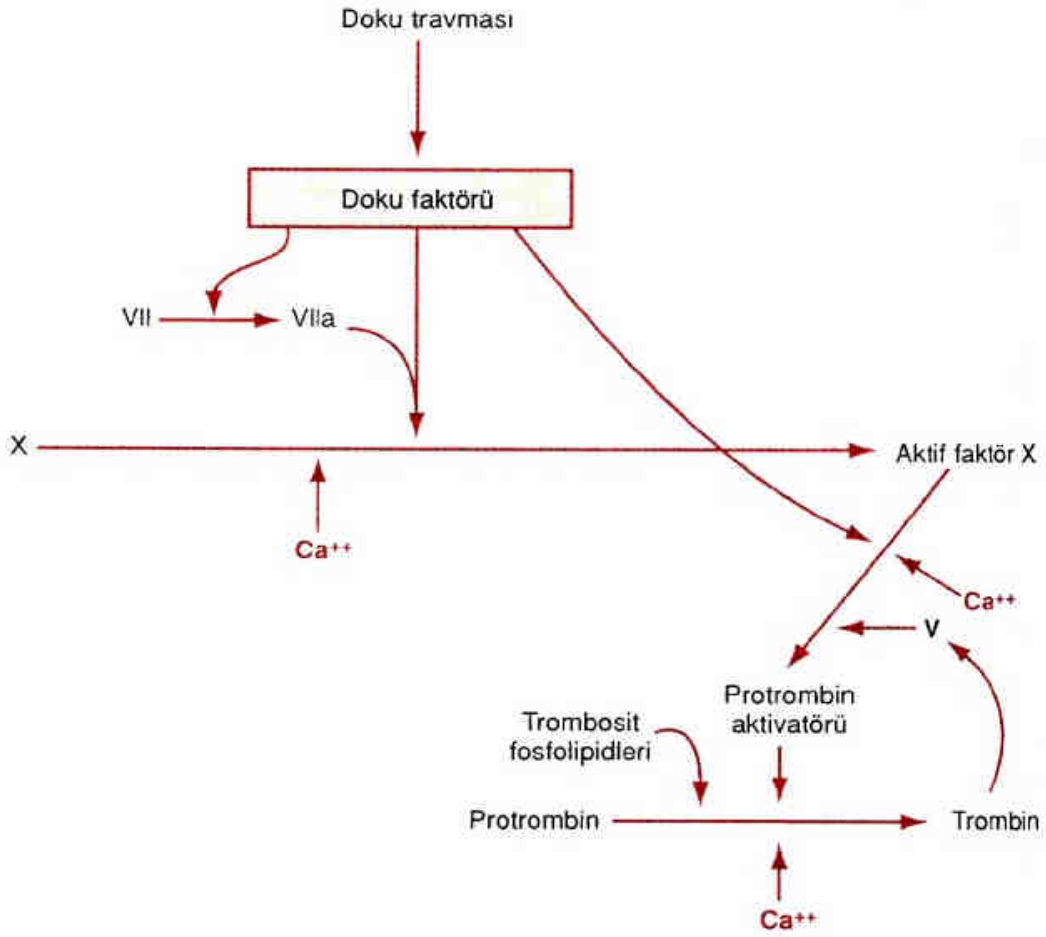 Doku travması
Doku faktörü
VII
VIIa
X
Aktif faktör X
Ca++
Ca++
V
Protrombin
aktivatörü
Trombosit
fosfolipidleri
Protrombin
Trombin
Ca++